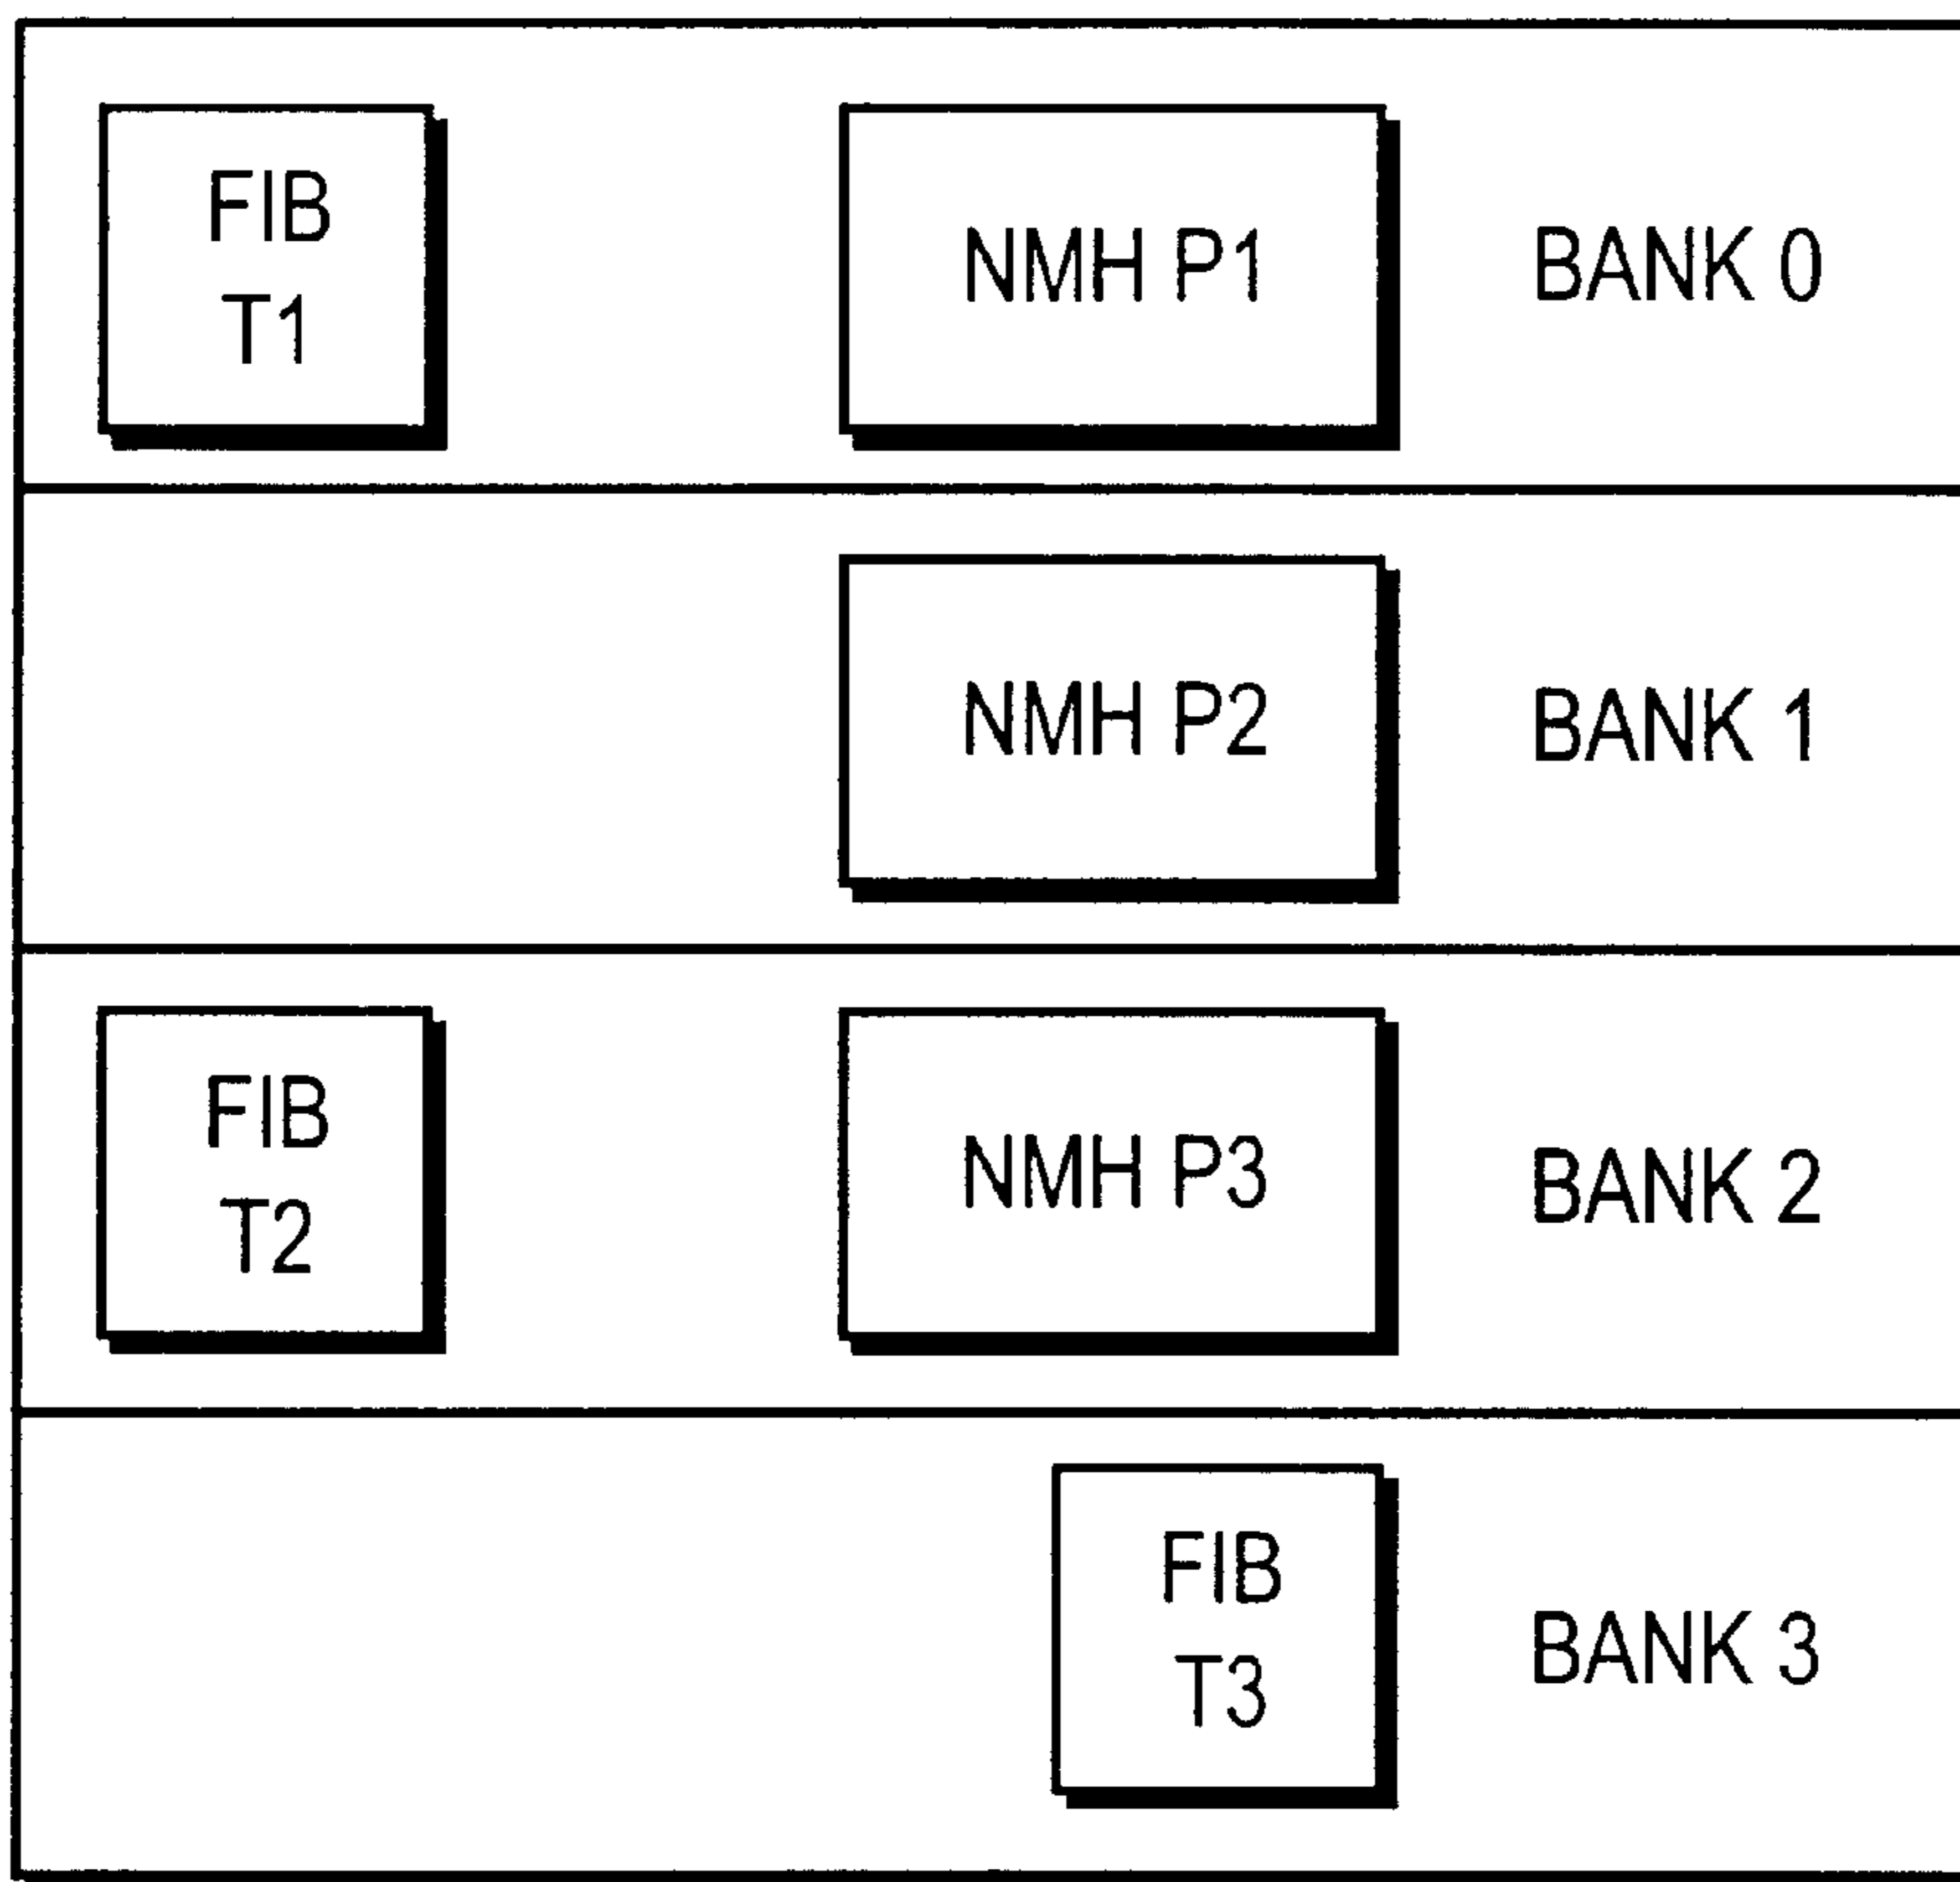 FIB
T1
NMH P1
BANK 0
NMH P2
BANK 1
FIB
T2
NMH P3
BANK 2
FIB
T3
BANK 3